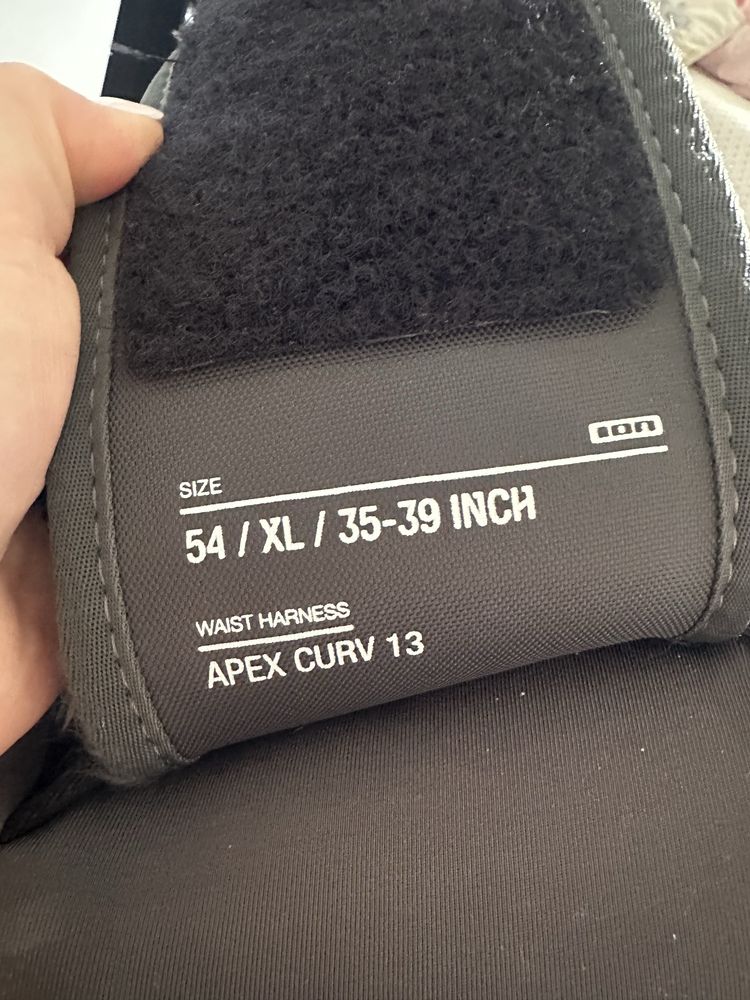 ion
SIZE
54 / XL / 35-39 INCH
WAIST HARNESS
APEX CURV 13